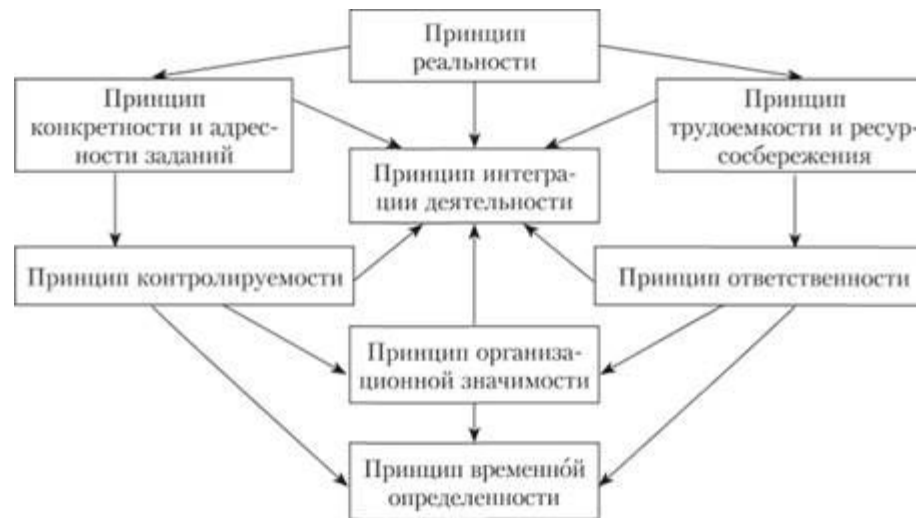 Принцип
реальности
Принцип
конкретности и адрес-
ности заданий
Принцип
трудоемкости и ресур-
сосбережения
Принцип интегра-
ции деятельности
Принцип контролируемости
Принцип ответственности
Принцип организа-
ционной значимости
Принцип временно́й
определенности